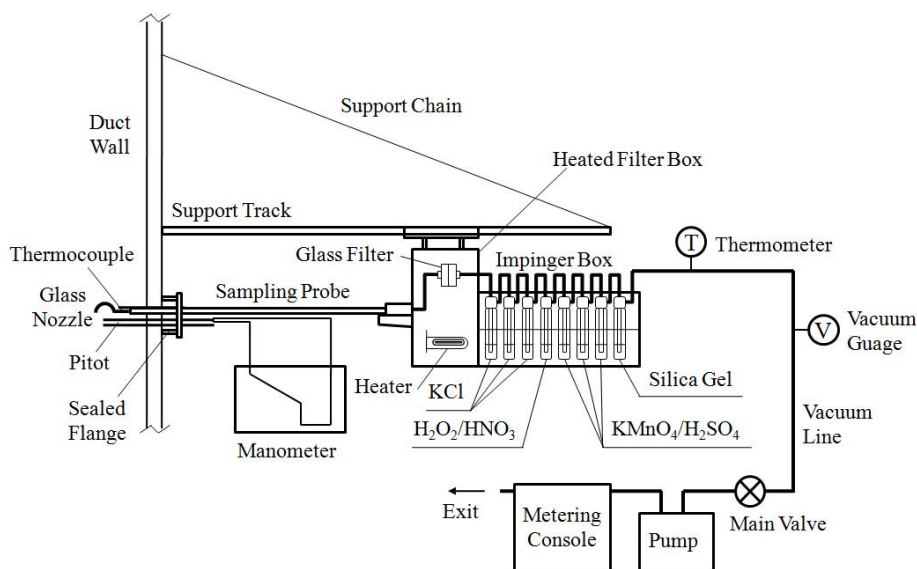 Support Chain
Duct
Wall
Heated Filter Box
Support Track
Thermocouple
Glass Filter
Impinger Box
T
Thermometer
Glass
Nozzle
Sampling Probe
Pitot
V
Vacuum
Guage
Heater
KCl
Silica Gel
Sealed
Flange
H₂O₂/HNO₃
KMnO₄/H₂SO₄
Vacuum
Line
Manometer
Exit
Metering
Console
Pump
Main Valve